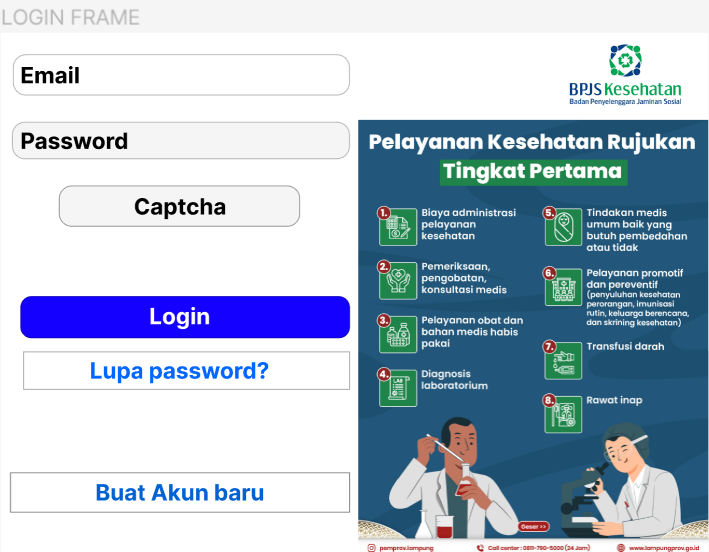 LOGIN FRAME
Email
Password
Captcha
Login
Lupa password?
Buat Akun baru
BPJS Kesehatan
Badan Penyelenggara Jaminan Sosial
Pelayanan Kesehatan Rujukan
Tingkat Pertama
1.
Biaya administrasi
pelayanan
kesehatan
2.
Pemeriksaan,
pengobatan,
konsultasi medis
3.
Pelayanan obat dan
bahan medis habis
pakai
4.
LAB
Diagnosis
laboratorium
5.
Tindakan medis
umum baik yang
butuh pembedahan
atau tidak
6.
Pelayanan promotif
dan pereventif
(penyuluhan kesehatan
perorangan, imunisasi
rutin, keluarga berencana,
dan skrining kesehatan)
7.
Transfusi darah
8.
Rawat inap
Geser >>
pemprov.lampung
Call center : 0811-790-5000 (24 Jam)
www.lampungprov.go.id